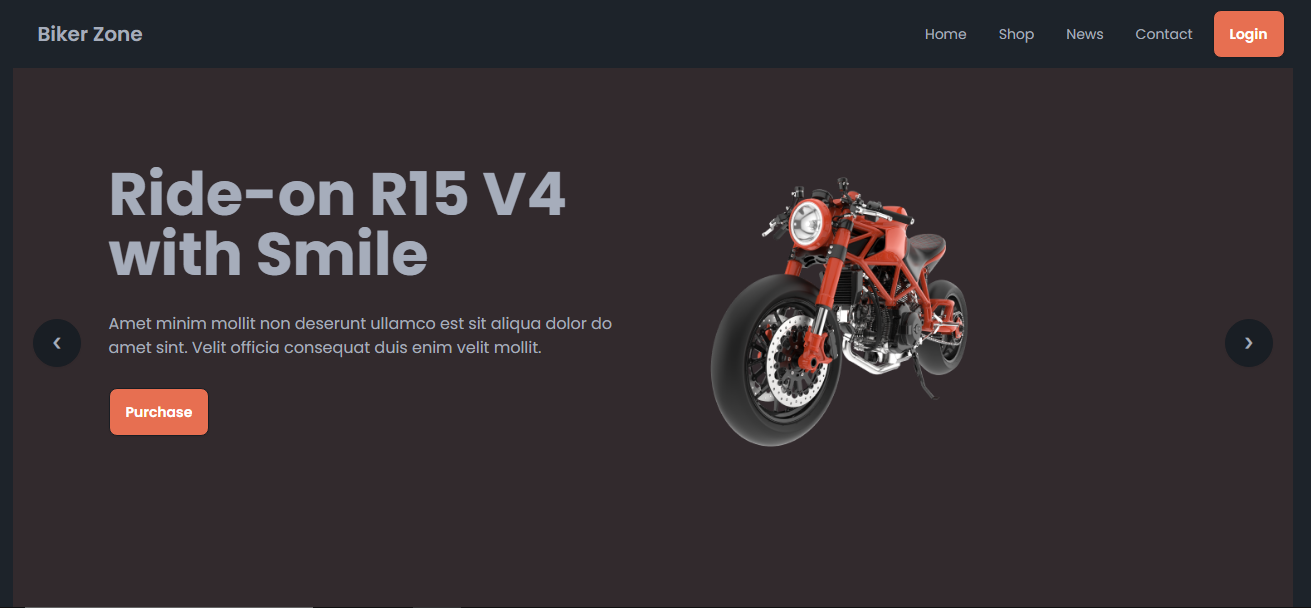 Biker Zone
Home Shop News Contact Login
Ride-on R15 V4
with Smile
Amet minim mollit non deserunt ullamco est sit aliqua dolor do
amet sint. Velit officia consequat duis enim velit mollit.
❮
❯
Purchase